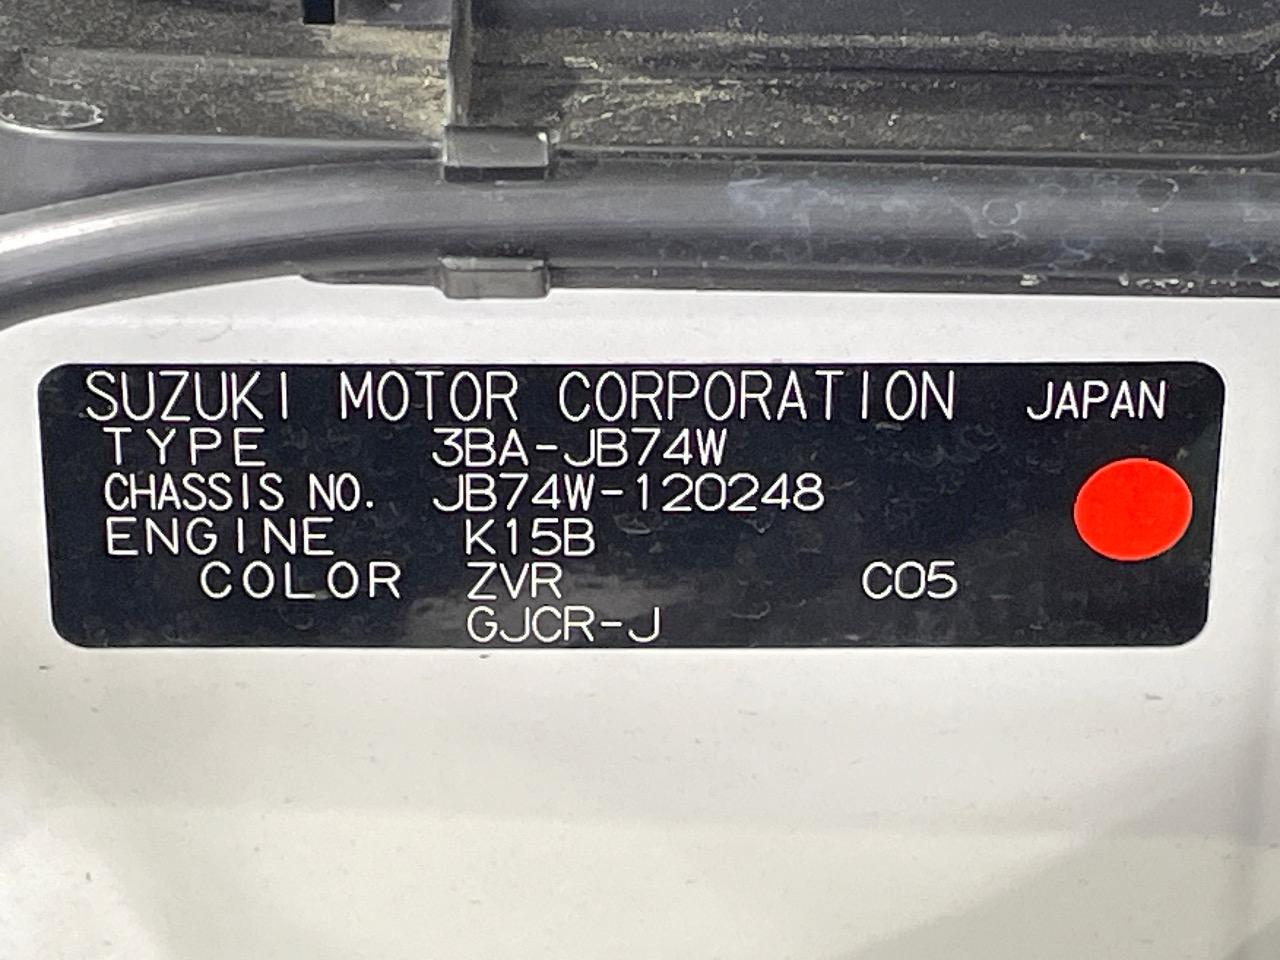 SUZUKI MOTOR CORPORATION JAPAN
TYPE 3BA-JB74W
CHASSIS NO. JB74W-120248
ENGINE K15B
COLOR ZVR C05
GJCR-J